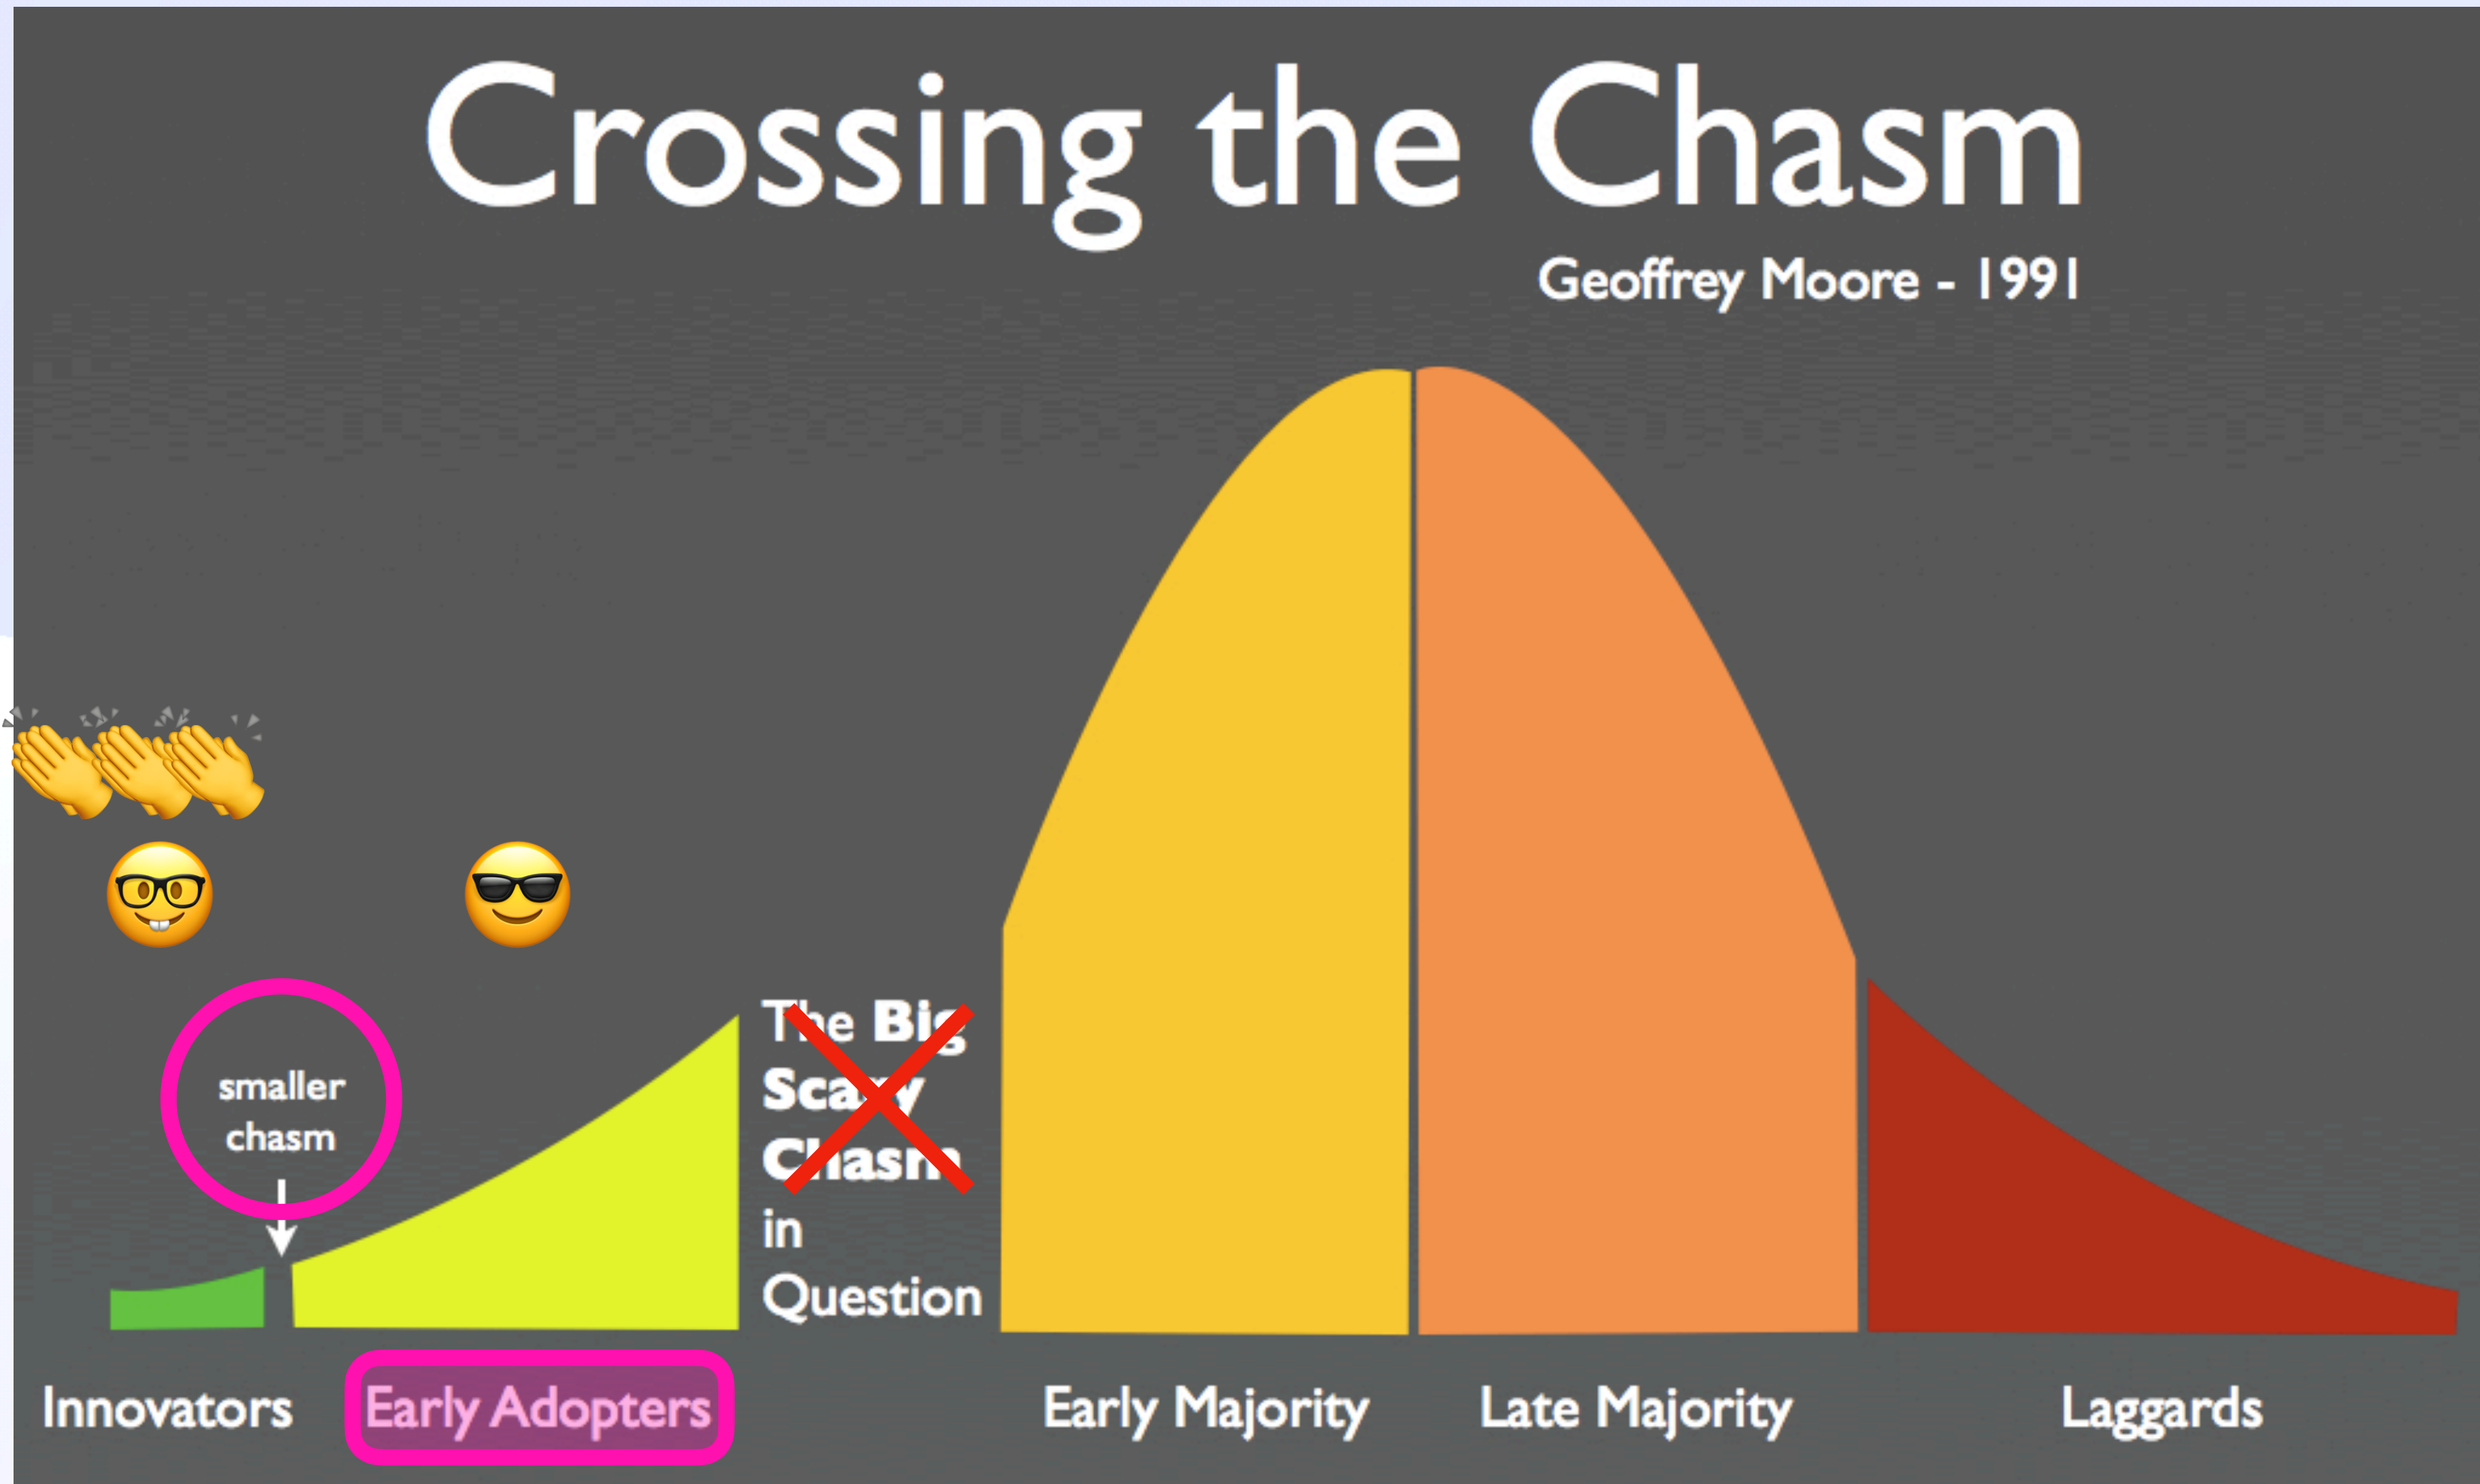 Crossing the Chasm
Geoffrey Moore - 1991
smaller
chasm
The Big
Scary
Chasm
in
Question
Innovators
Early Adopters
Early Majority
Late Majority
Laggards